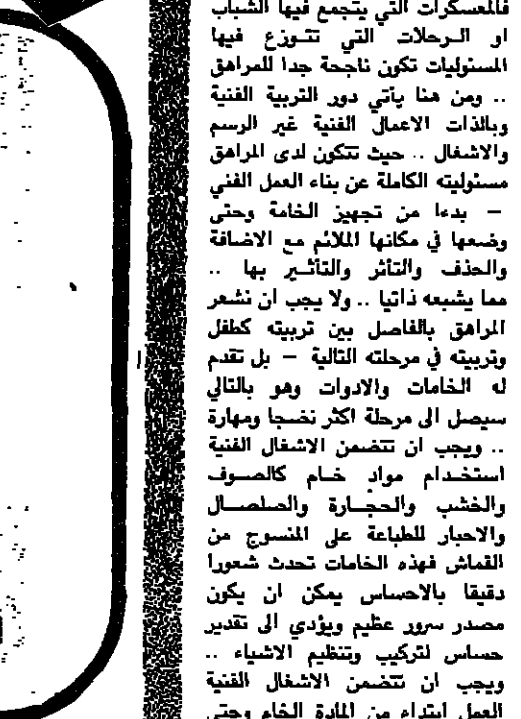 فالمعسكرات التي يتجمع فيها الشباب
او الرحلات التي تتوزع فيها
المسئوليات تكون ناجحة جدا للمراهق
.. ومن هنا يأتي دور التربية الفنية
وبالذات الاعمال الفنية غير الرسم
والاشغال .. حيث تتكون لدى المراهق
مسئوليته الكاملة عن بناء العمل الفني
– بدءا من تجهيز الخامة وحتى
وضعها في مكانها الملائم مع الاضافة
والحذف والتأثر والتأثير بها ..
مما يشبعه ذاتيا .. ولا يجب ان نشعر
المراهق بالفاصل بين تربيته كطفل
وتربيته في مرحلته التالية – بل تقدم
له الخامات والادوات وهو بالتالي
سيصل الى مرحلة اكثر نضجا ومهارة
.. ويجب ان تتضمن الاشغال الفنية
استخدام مواد خام كالصوف
والخشب والحجارة والصلصال
والاحبار للطباعة على المنسوج من
القماش فهذه الخامات تحدث شعورا
دقيقا بالاحساس يمكن ان يكون
مصدر سرور عظيم ويؤدي الى تقدير
حساس لتركيب وتنظيم الاشياء ..
ويجب ان تتضمن الاشغال الفنية
العمل ابتداء من المادة الخام وحتى